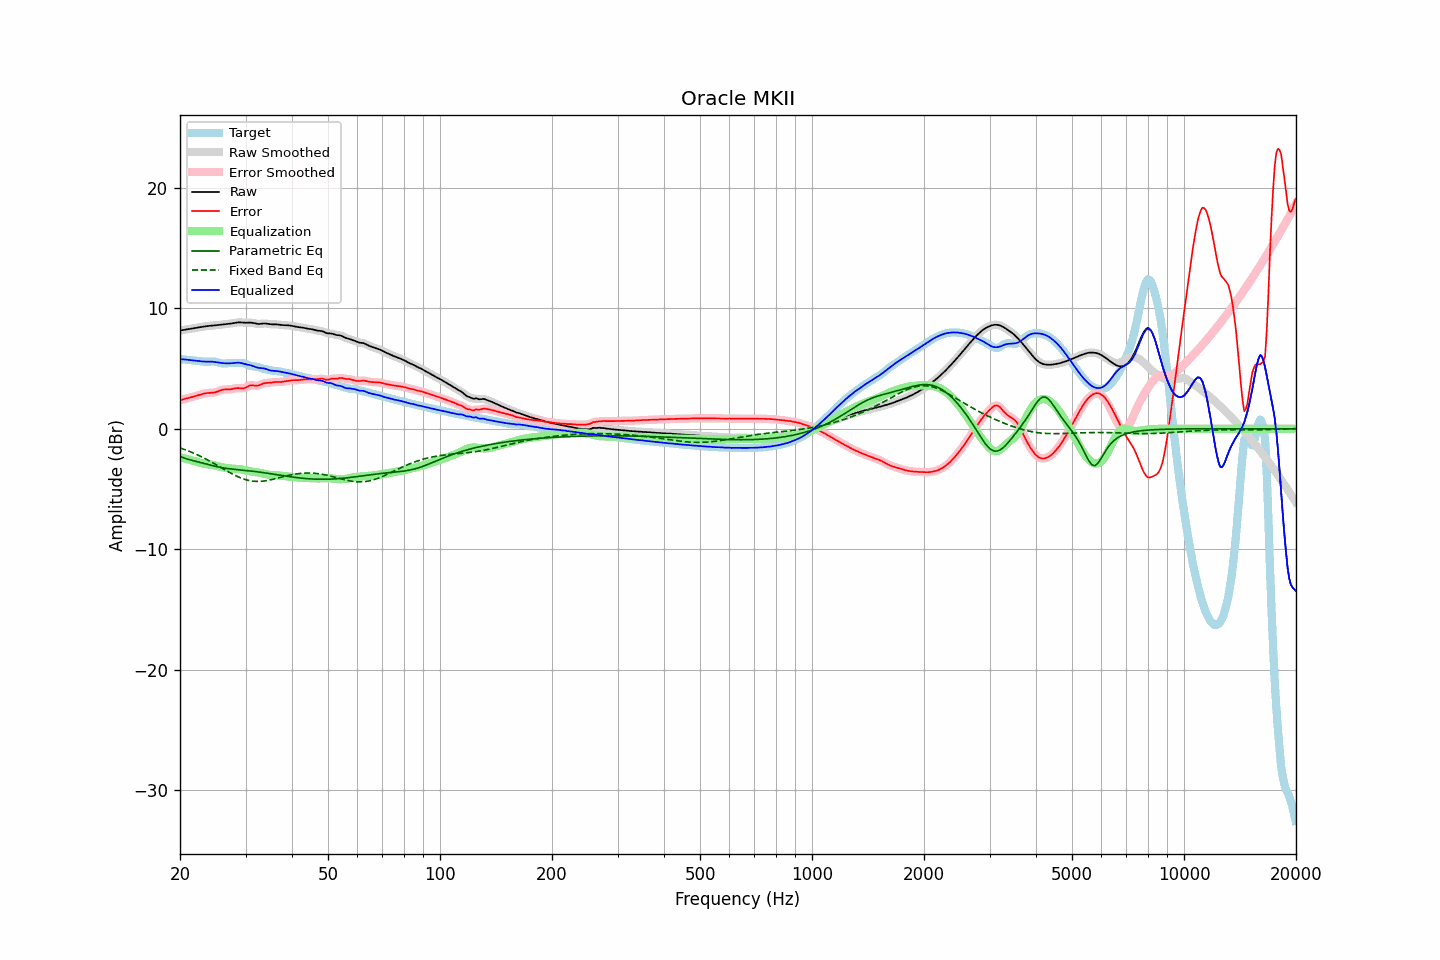 Oracle MKII
Target
Raw Smoothed
Error Smoothed
Raw
Error
Equalization
Parametric Eq
Fixed Band Eq
Equalized
Amplitude (dBr)
20
10
0
−10
−20
−30
20 50 100 200 500 1000 2000 5000 10000 20000
Frequency (Hz)